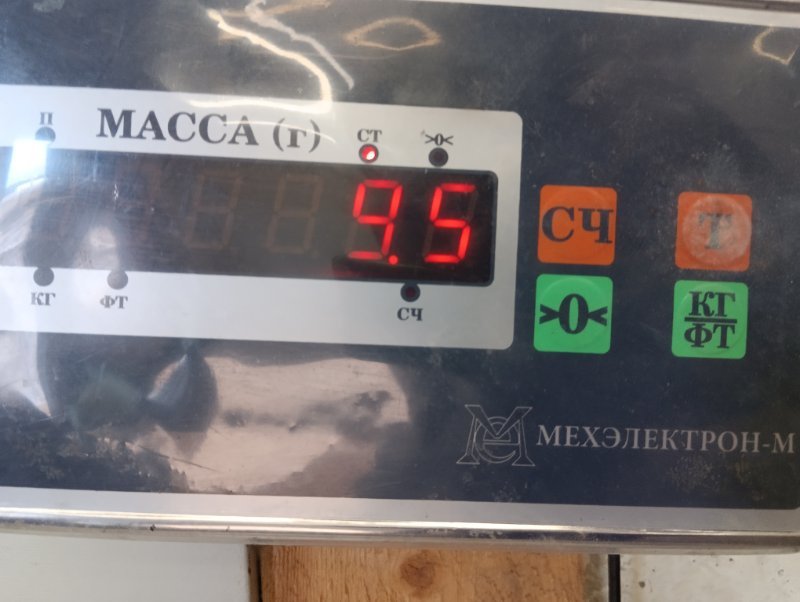 П
МАССА (г)
СТ
>0<
9.5
КГ
ФТ
СЧ
СЧ
Т
>0<
КГ
ФТ
МЕХЭЛЕКТРОН-М